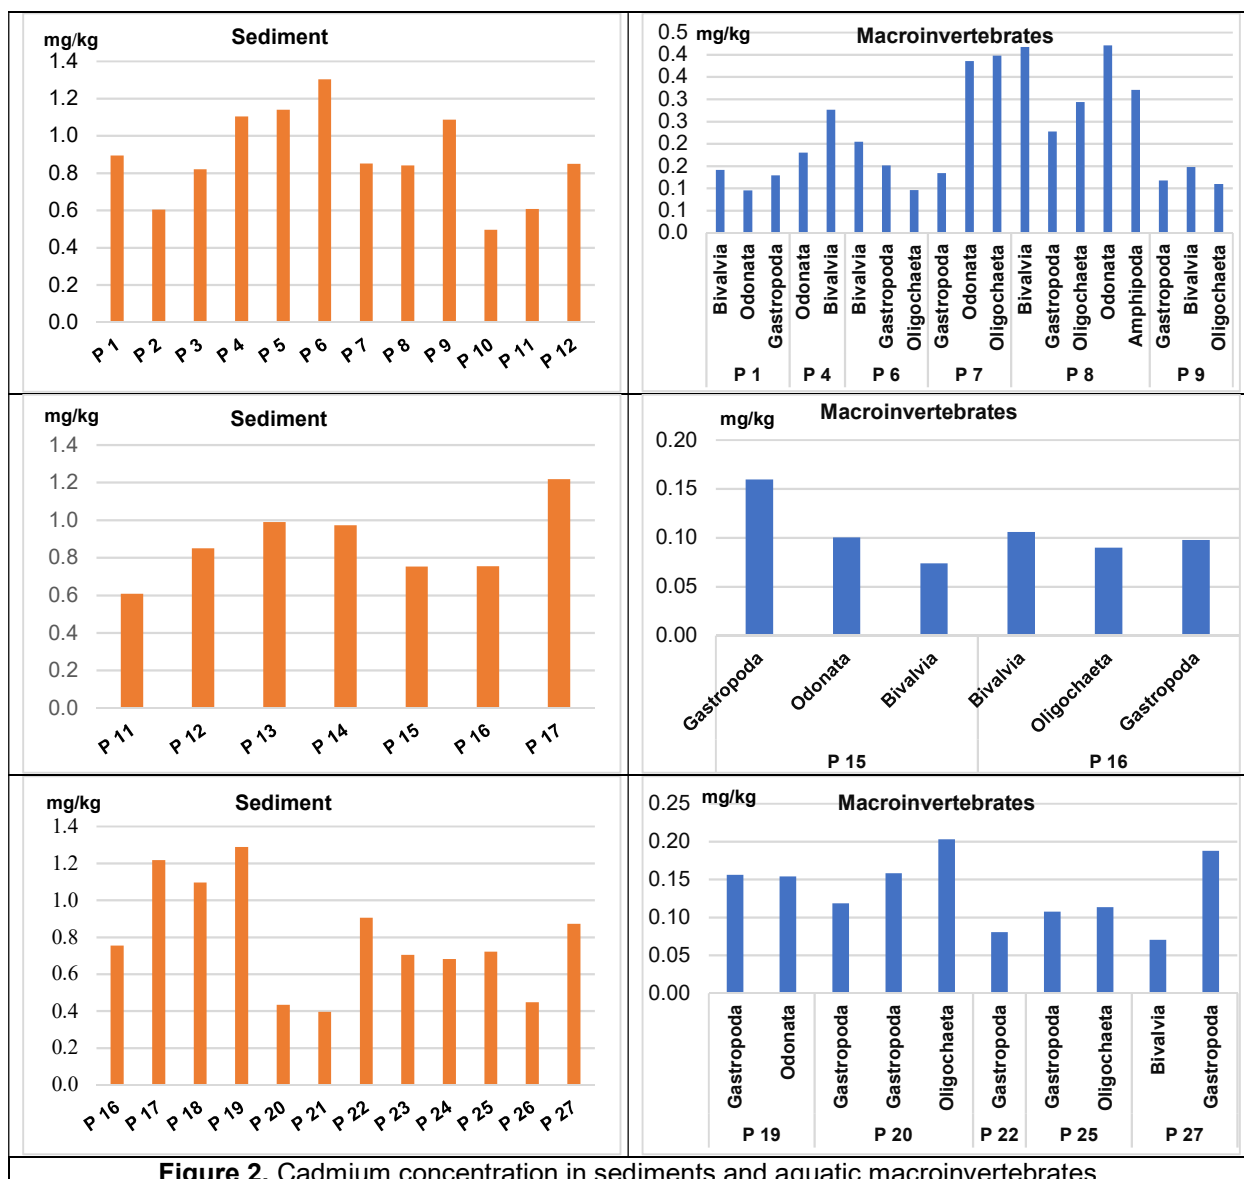 mg/kg
Sediment
1.4
1.2
1.0
0.8
0.6
0.4
0.2
0.0
P 1
P 2
P 3
P 4
P 5
P 6
P 7
P 8
P 9
P 10
P 11
P 12
mg/kg
Macroinvertebrates
0.5
0.4
0.4
0.3
0.3
0.2
0.2
0.1
0.1
0.0
Bivalvia
Odonata
Gastropoda
Odonata
Bivalvia
Bivalvia
Gastropoda
Oligochaeta
Gastropoda
Odonata
Oligochaeta
Bivalvia
Gastropoda
Oligochaeta
Odonata
Amphipoda
Gastropoda
Bivalvia
Oligochaeta
P 1
P 4
P 6
P 7
P 8
P 9
mg/kg
Sediment
1.4
1.2
1.0
0.8
0.6
0.4
0.2
0.0
P 11
P 12
P 13
P 14
P 15
P 16
P 17
mg/kg
Macroinvertebrates
0.20
0.15
0.10
0.05
0.00
Gastropoda
Odonata
Bivalvia
Bivalvia
Oligochaeta
Gastropoda
P 15
P 16
mg/kg
Sediment
1.4
1.2
1.0
0.8
0.6
0.4
0.2
0.0
P 16
P 17
P 18
P 19
P 20
P 21
P 22
P 23
P 24
P 25
P 26
P 27
mg/kg
Macroinvertebrates
0.25
0.20
0.15
0.10
0.05
0.00
Gastropoda
Odonata
Gastropoda
Gastropoda
Oligochaeta
Gastropoda
Gastropoda
Oligochaeta
Bivalvia
Gastropoda
P 19
P 20
P 22
P 25
P 27
Figure 2. Cadmium concentration in sediments and aquatic macroinvertebrates